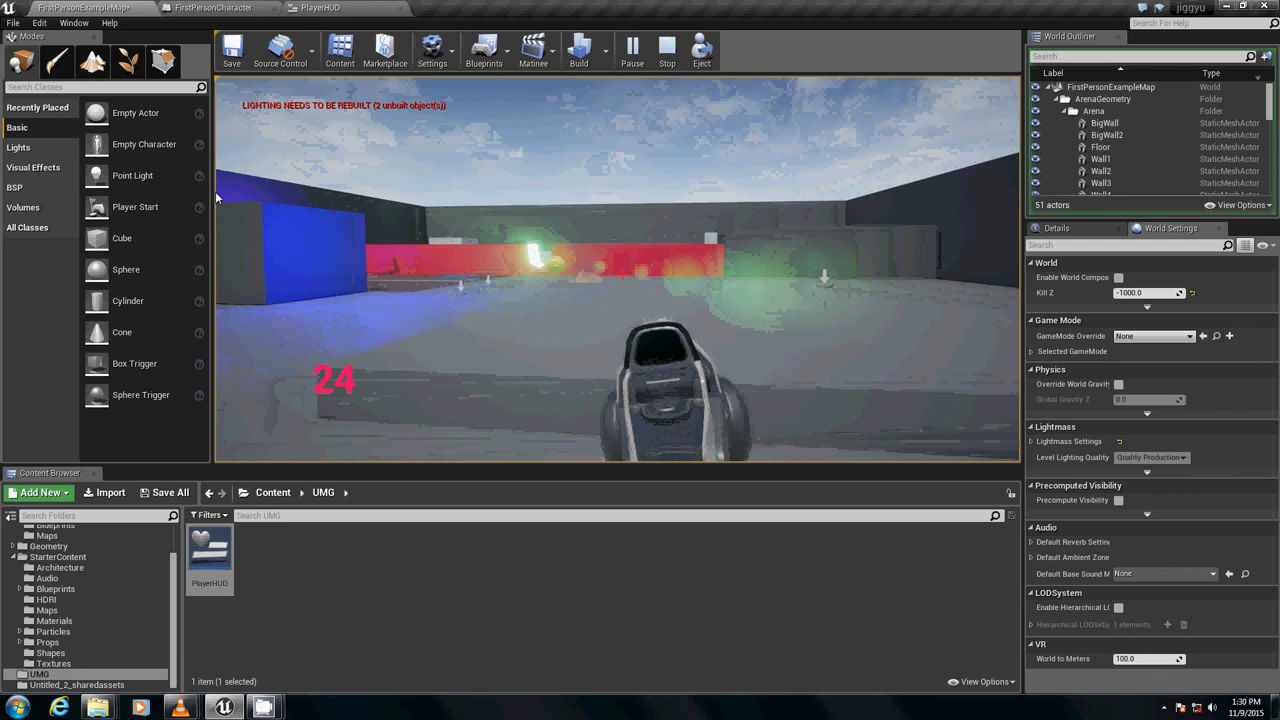 FirstPersonExampleMap*
FirstPersonCharacter
PlayerHUD
jiggyu
File Edit Window Help
Search For Help
Modes
World Outliner
Save
Source Control
Content
Marketplace
Settings
Blueprints
Matinee
Build
Pause
Stop
Eject
Search...
Label Type
Search Classes
Recently Placed
Basic
Lights
Visual Effects
BSP
Volumes
All Classes
Empty Actor
Empty Character
Point Light
Player Start
Cube
Sphere
Cylinder
Cone
Box Trigger
Sphere Trigger
LIGHTING NEEDS TO BE REBUILT (2 unbuilt object(s))
24
FirstPersonExampleMap World
ArenaGeometry Folder
Arena Folder
BigWall StaticMeshActor
BigWall2 StaticMeshActor
Floor StaticMeshActor
Wall1 StaticMeshActor
Wall2 StaticMeshActor
Wall3 StaticMeshActor
51 actors View Options
Details World Settings
Search
World
Enable World Compos
Kill Z -1000.0
Game Mode
GameMode Override None
Selected GameMode
Physics
Override World Gravity
Global Gravity Z 0.0
Lightmass
Lightmass Settings
Level Lighting Quality Quality Production
Precomputed Visibility
Precompute Visibility
Audio
Default Reverb Settin
Default Ambient Zone
Default Base Sound M None
LODSystem
Enable Hierarchical L
Hierarchical LODSetu 1 elements
VR
World to Meters 100.0
Content Browser
Add New Import Save All Content UMG
Search Folders
Filters
Search UMG
Blueprints
Maps
Geometry
StarterContent
Architecture
Audio
Blueprints
HDRI
Maps
Materials
Particles
Props
Shapes
Textures
UMG
Untitled_2_sharedassets
PlayerHUD
1 item (1 selected)
View Options
1:30 PM
11/9/2015